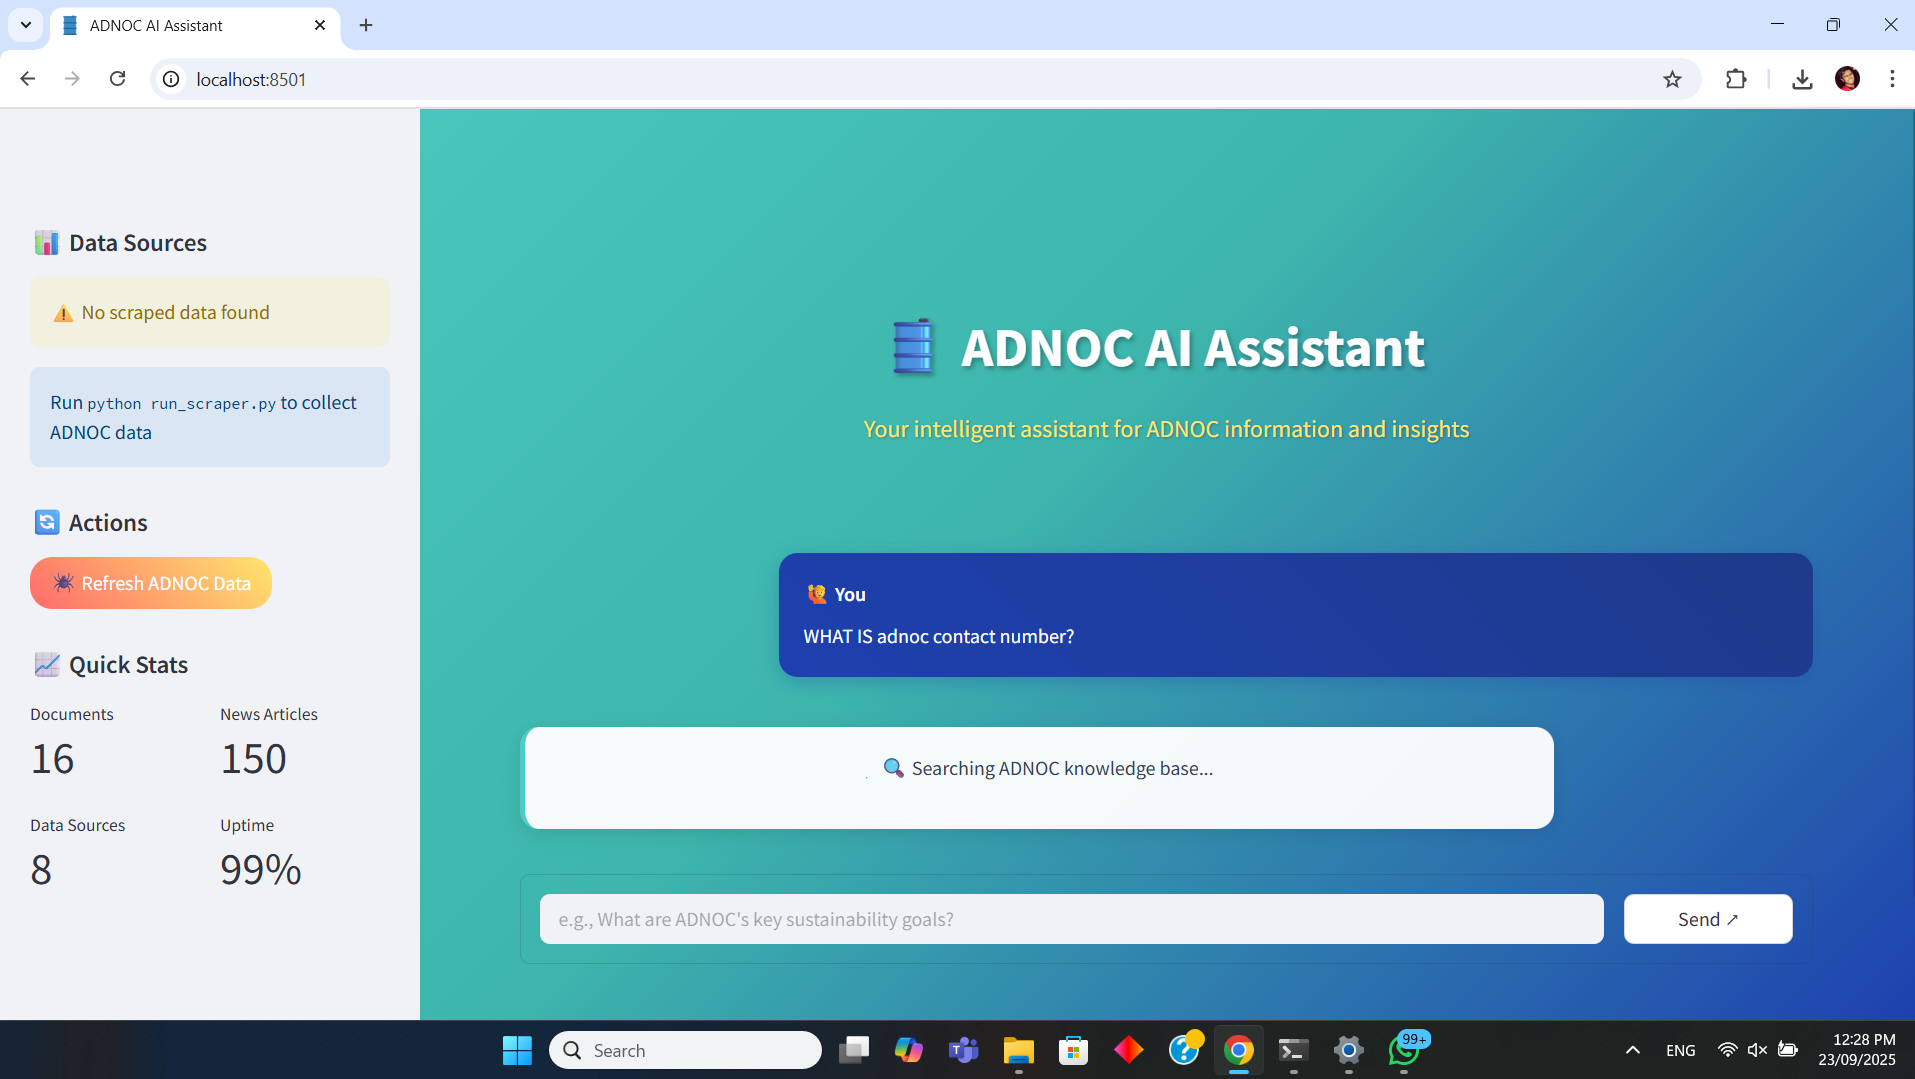 ADNOC AI Assistant
localhost:8501
Data Sources
No scraped data found
Run python run_scraper.py to collect
ADNOC data
Actions
Refresh ADNOC Data
Quick Stats
Documents
16
News Articles
150
Data Sources
8
Uptime
99%
ADNOC AI Assistant
Your intelligent assistant for ADNOC information and insights
You
WHAT IS adnoc contact number?
Searching ADNOC knowledge base...
e.g., What are ADNOC's key sustainability goals?
Send ↗
Search
99+
ENG
12:28 PM
23/09/2025